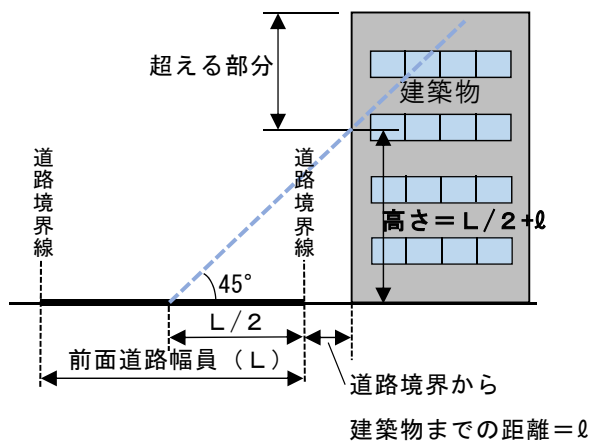 超える部分
建築物
道路境界線
道路境界線
高さ＝Ｌ/２+ℓ
45°
Ｌ/２
前面道路幅員（Ｌ）
道路境界から
建築物までの距離＝ℓ